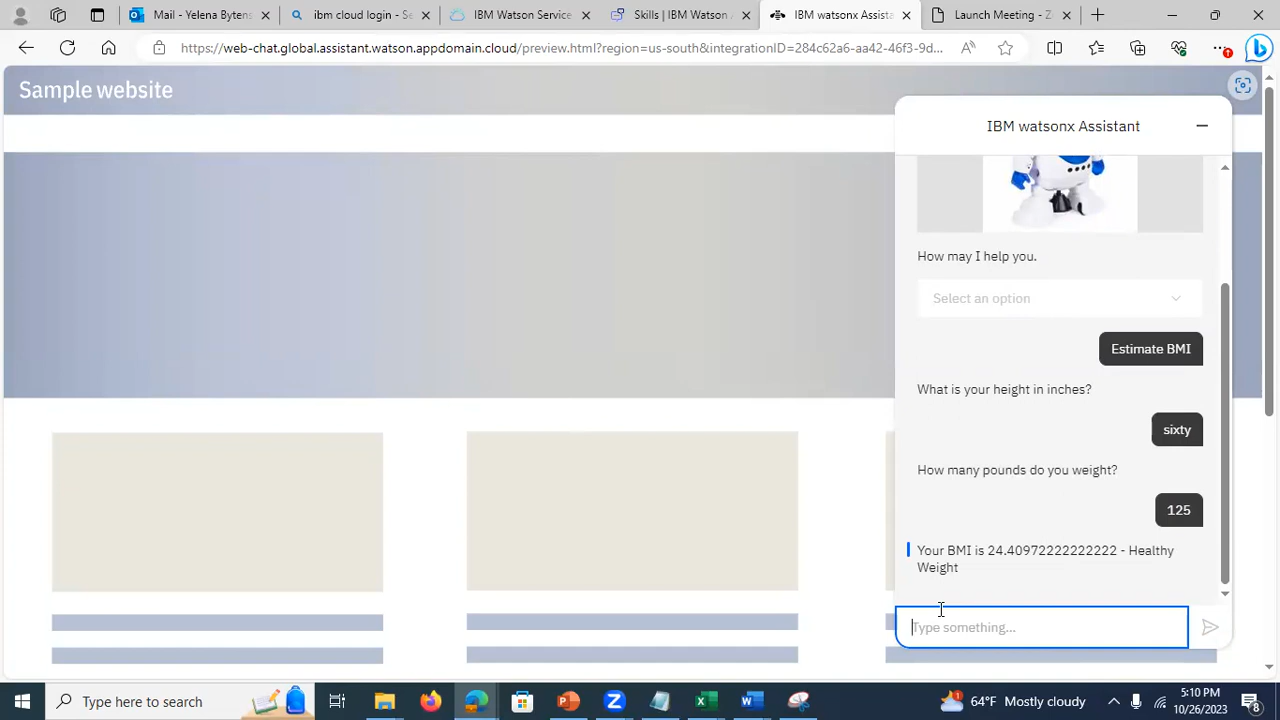 Mail - Yelena Bytens
ibm cloud login - Se
IBM Watson Service
Skills | IBM Watson A
IBM watsonx Assista
Launch Meeting - Z
https://web-chat.global.assistant.watson.appdomain.cloud/preview.html?region=us-south&integrationID=284c62a6-aa42-46f3-9d...
Sample website
IBM watsonx Assistant
How may I help you.
Select an option
Estimate BMI
What is your height in inches?
sixty
How many pounds do you weight?
125
Your BMI is 24.40972222222222 - Healthy
Weight
Type something...
Type here to search
64°F Mostly cloudy
5:10 PM
10/26/2023
8